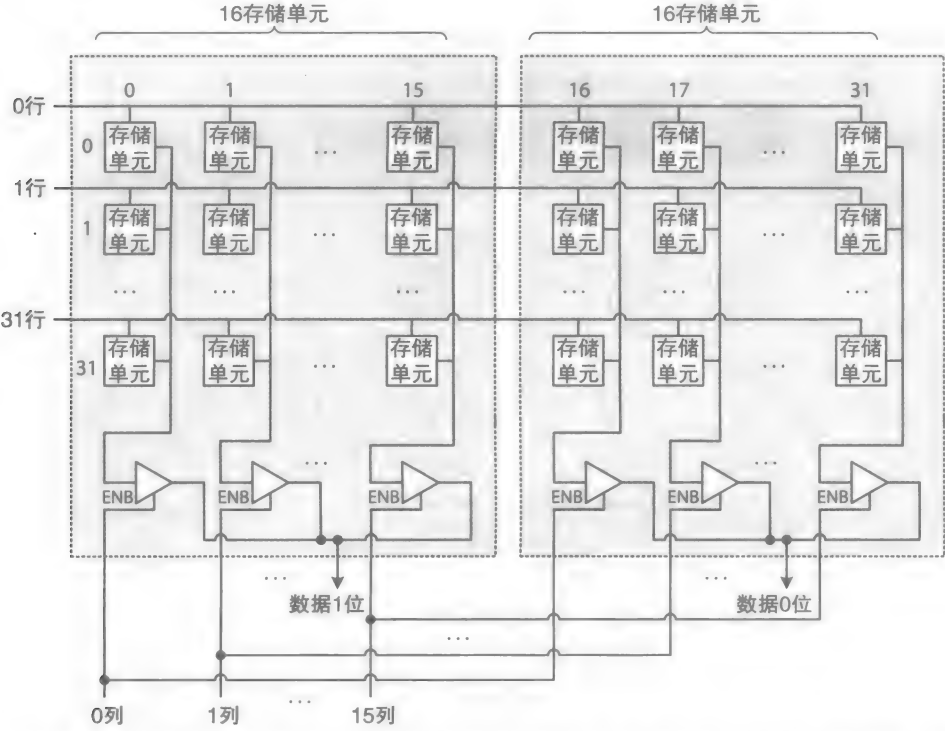 16存储单元 16存储单元
0 1 15 16 17 31
0行
0 存储单元 存储单元 ... 存储单元 存储单元 存储单元 ... 存储单元
1行
1 存储单元 存储单元 ... 存储单元 存储单元 存储单元 ... 存储单元
... ... ... ... ... ...
31行
31 存储单元 存储单元 ... 存储单元 存储单元 存储单元 ... 存储单元
... ...
ENB ENB ENB ENB ENB ENB
... ...
数据1位 数据0位
...
...
0列 1列 15列